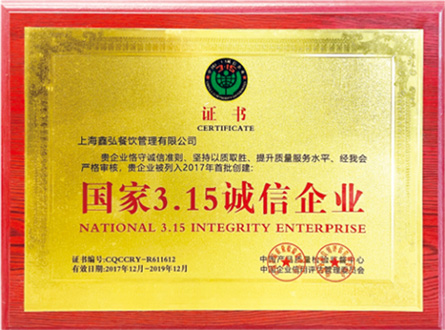 证书
CERTIFICATE
上海鑫弘餐饮管理有限公司
贵企业恪守诚信准则、坚持以质取胜、提升质量服务水平、经我会
严格审核，贵企业被列入2017年首批创建：
国家3.15诚信企业
NATIONAL 3.15 INTEGRITY ENTERPRISE
证书编号:CQCCRY-R611612
有效日期:2017年12月-2019年12月
中国产品质量检验监督中心
中国企业信用评估管理委员会